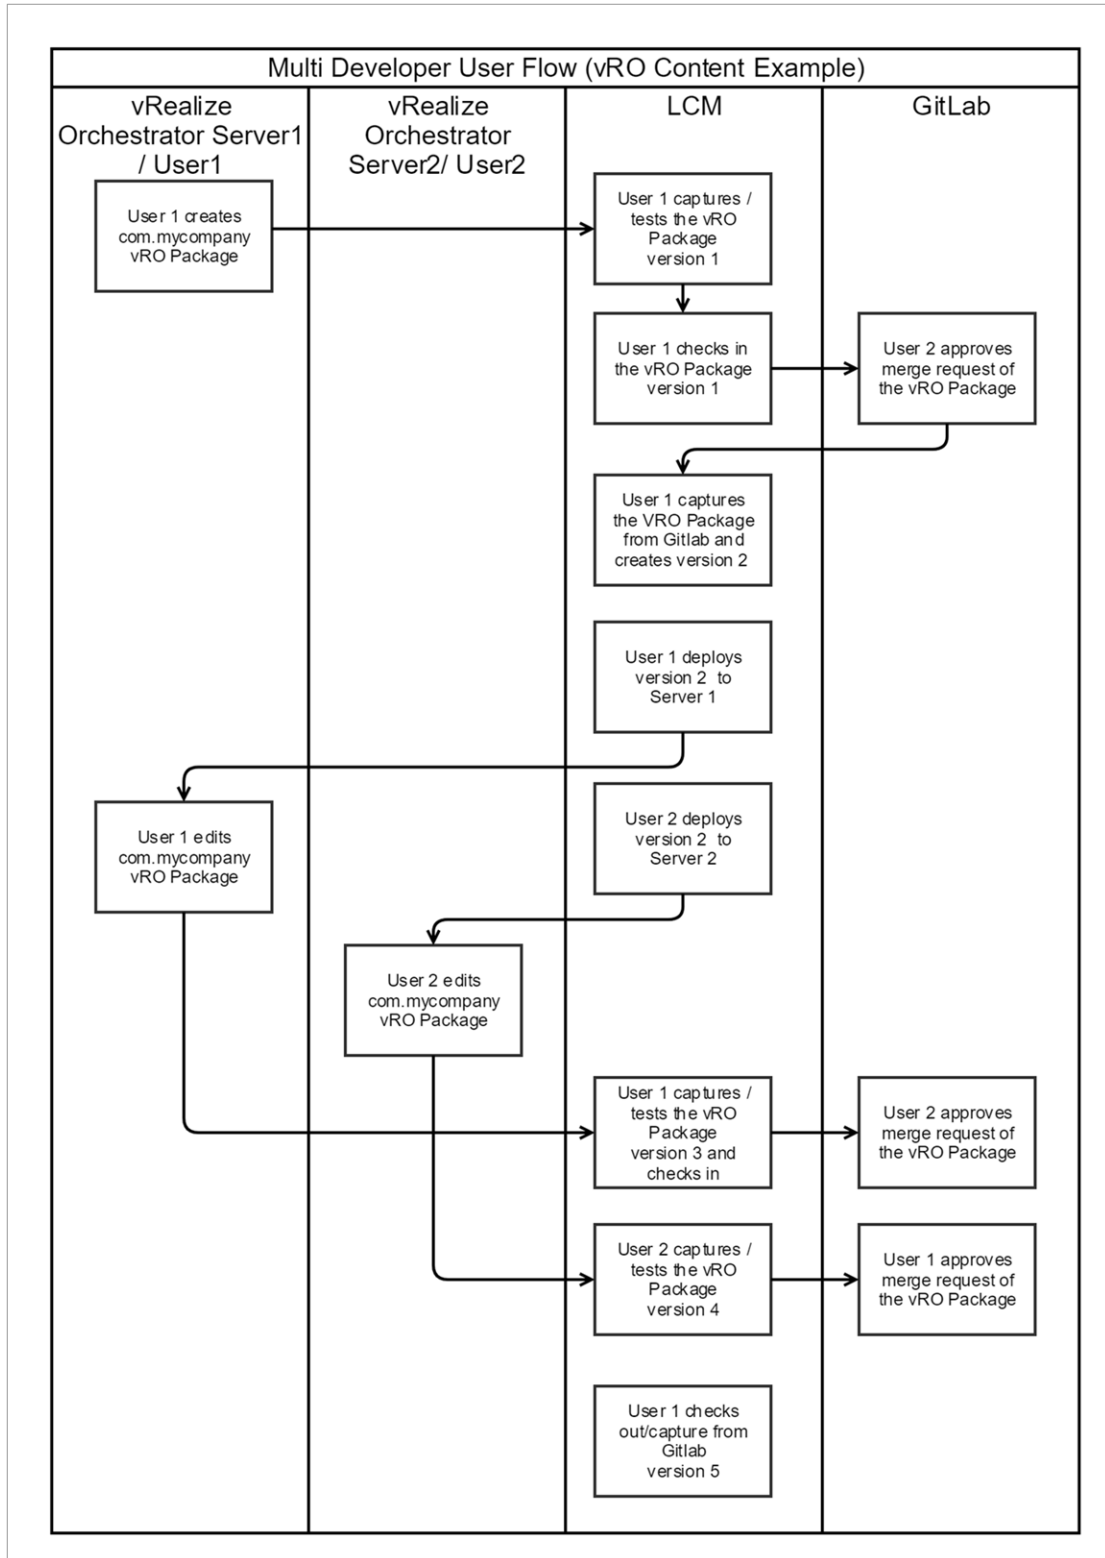 Multi Developer User Flow (vRO Content Example)
vRealize
Orchestrator Server1
/ User1
vRealize
Orchestrator
Server2/ User2
LCM
GitLab
User 1 creates
com.mycompany
vRO Package
User 1 captures /
tests the vRO
Package
version 1
User 1 checks in
the vRO Package
version 1
User 2 approves
merge request of
the vRO Package
User 1 captures
the VRO Package
from Gitlab and
creates version 2
User 1 deploys
version 2 to
Server 1
User 1 edits
com.mycompany
vRO Package
User 2 deploys
version 2 to
Server 2
User 2 edits
com.mycompany
vRO Package
User 1 captures /
tests the vRO
Package
version 3 and
checks in
User 2 approves
merge request of
the vRO Package
User 2 captures /
tests the vRO
Package
version 4
User 1 approves
merge request of
the vRO Package
User 1 checks
out/capture from
Gitlab
version 5